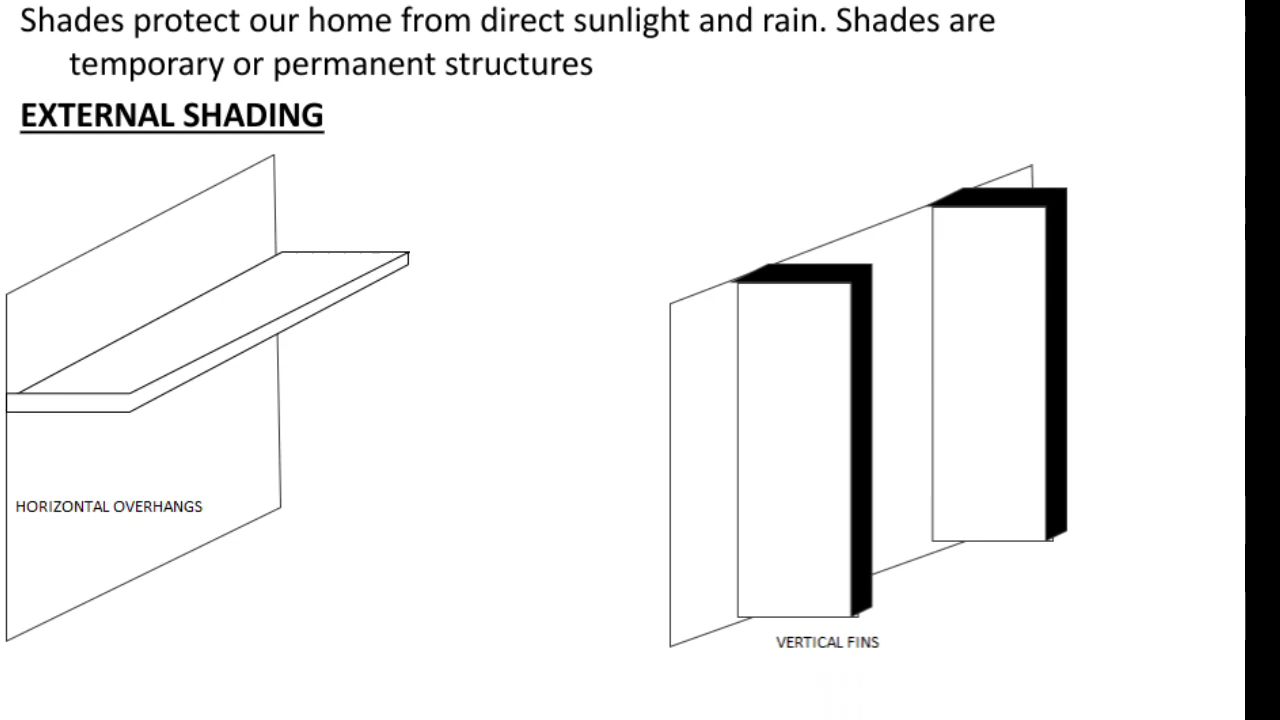 Shades protect our home from direct sunlight and rain. Shades are
temporary or permanent structures
EXTERNAL SHADING
HORIZONTAL OVERHANGS
VERTICAL FINS